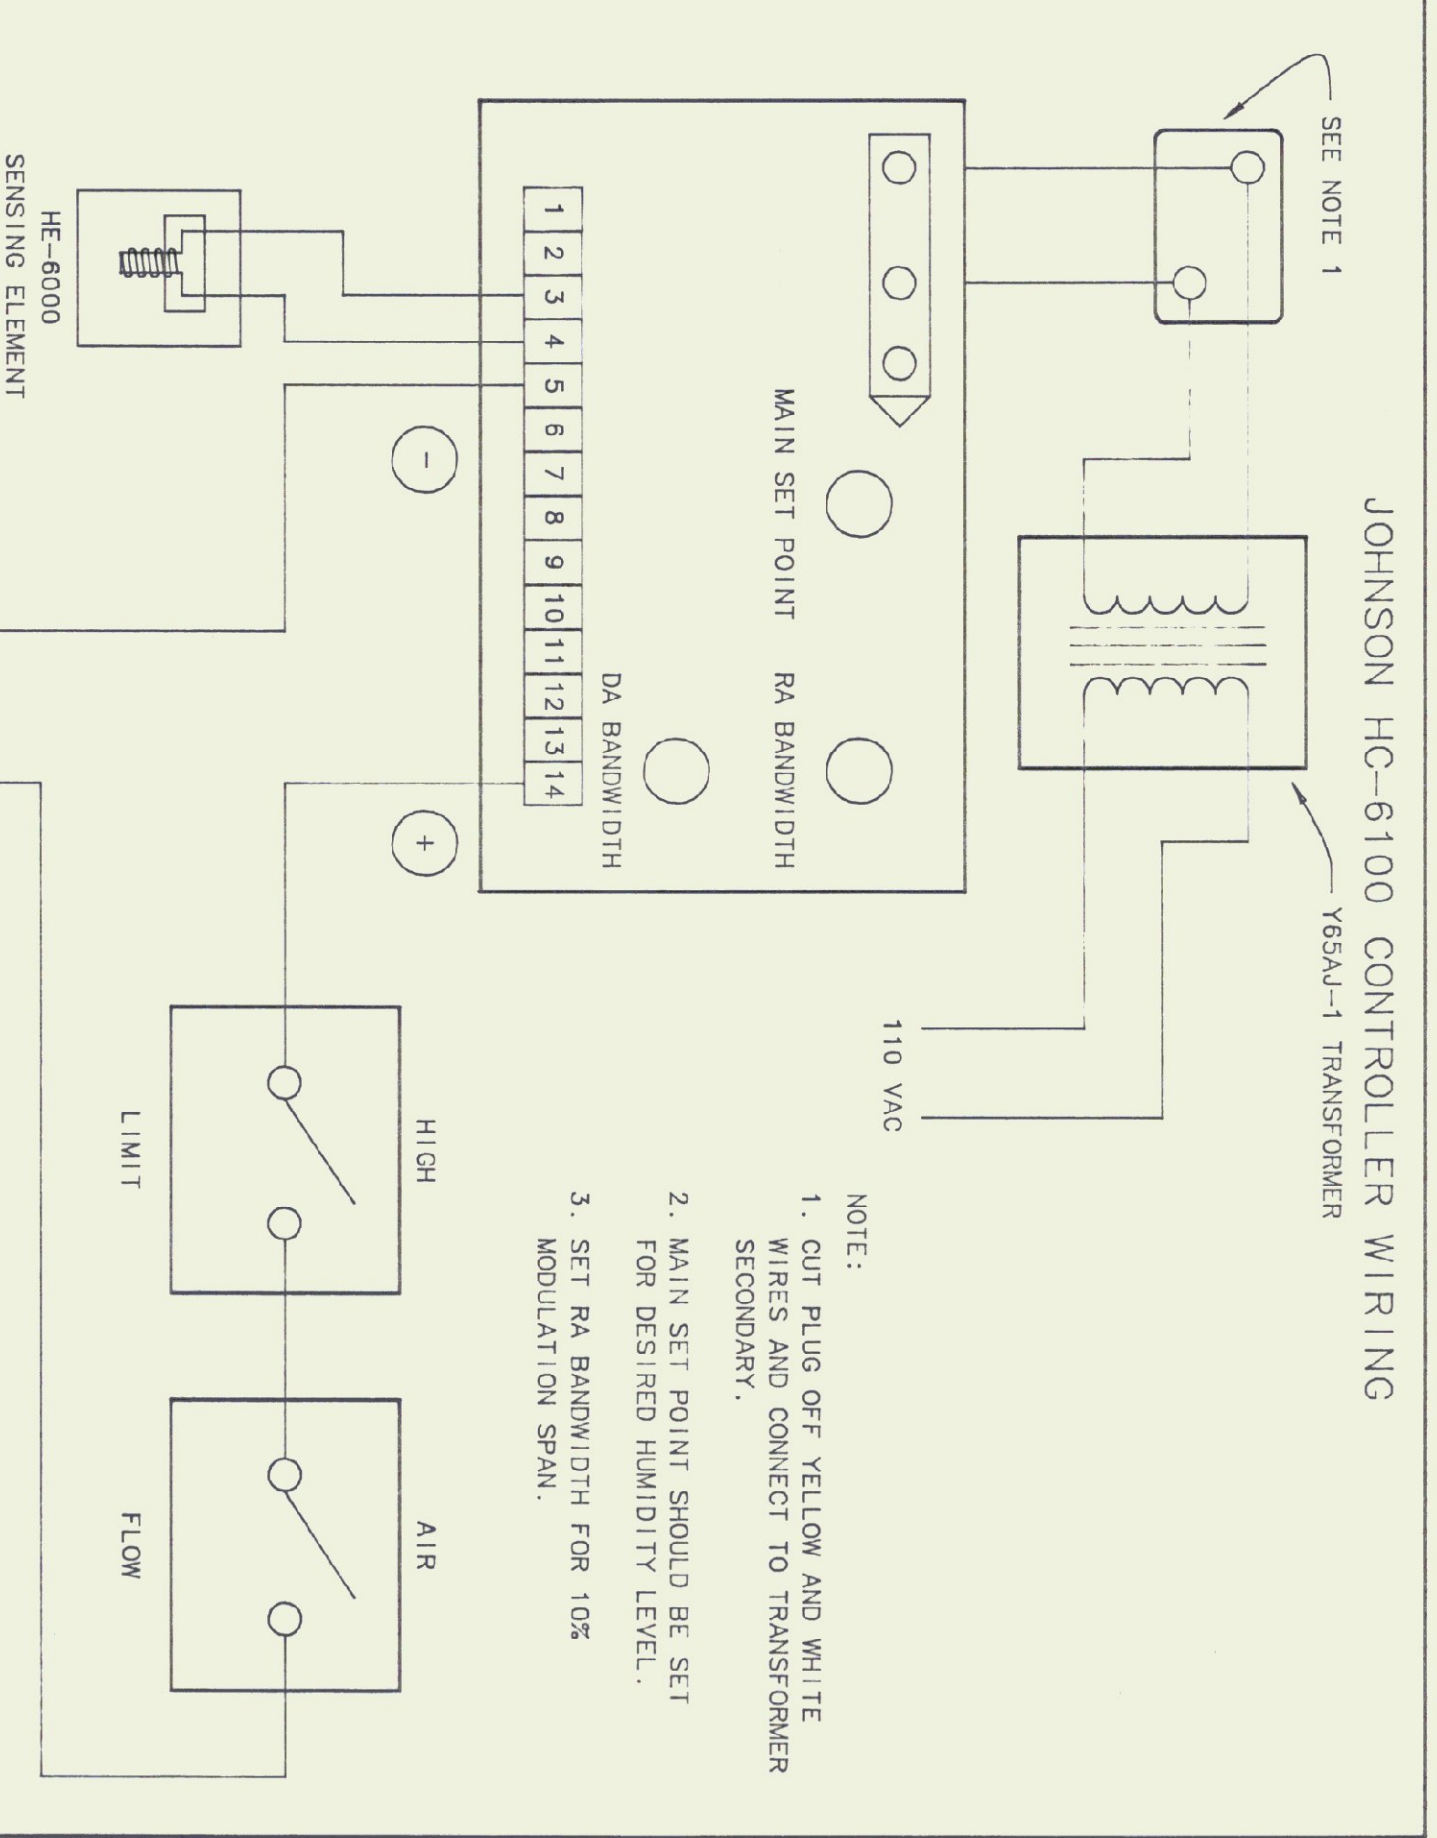 JOHNSON HC-6100 CONTROLLER WIRING
SEE NOTE 1
Y65AJ-1 TRANSFORMER
110 VAC
MAIN SET POINT
RA BANDWIDTH
DA BANDWIDTH
1 2 3 4 5 6 7 8 9 10 11 12 13 14
-
+
NOTE:
1. CUT PLUG OFF YELLOW AND WHITE
WIRES AND CONNECT TO TRANSFORMER
SECONDARY.
2. MAIN SET POINT SHOULD BE SET
FOR DESIRED HUMIDITY LEVEL.
3. SET RA BANDWIDTH FOR 10%
MODULATION SPAN.
HIGH
LIMIT
AIR
FLOW
HE-6000
SENSING ELEMENT